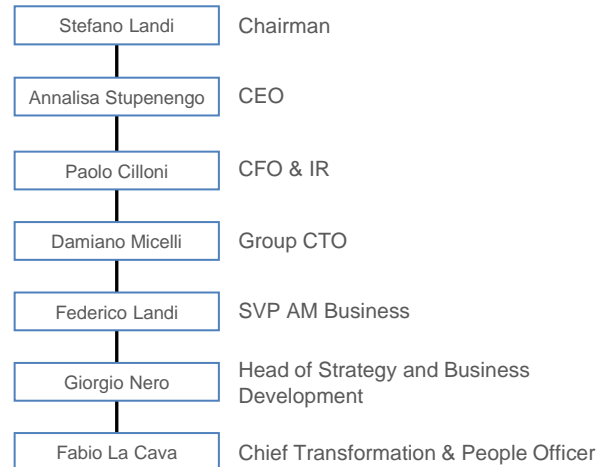 Stefano Landi Chairman
Annalisa Stupenengo CEO
Paolo Cilloni CFO & IR
Damiano Micelli Group CTO
Federico Landi SVP AM Business
Giorgio Nero Head of Strategy and Business
Development
Fabio La Cava Chief Transformation & People Officer